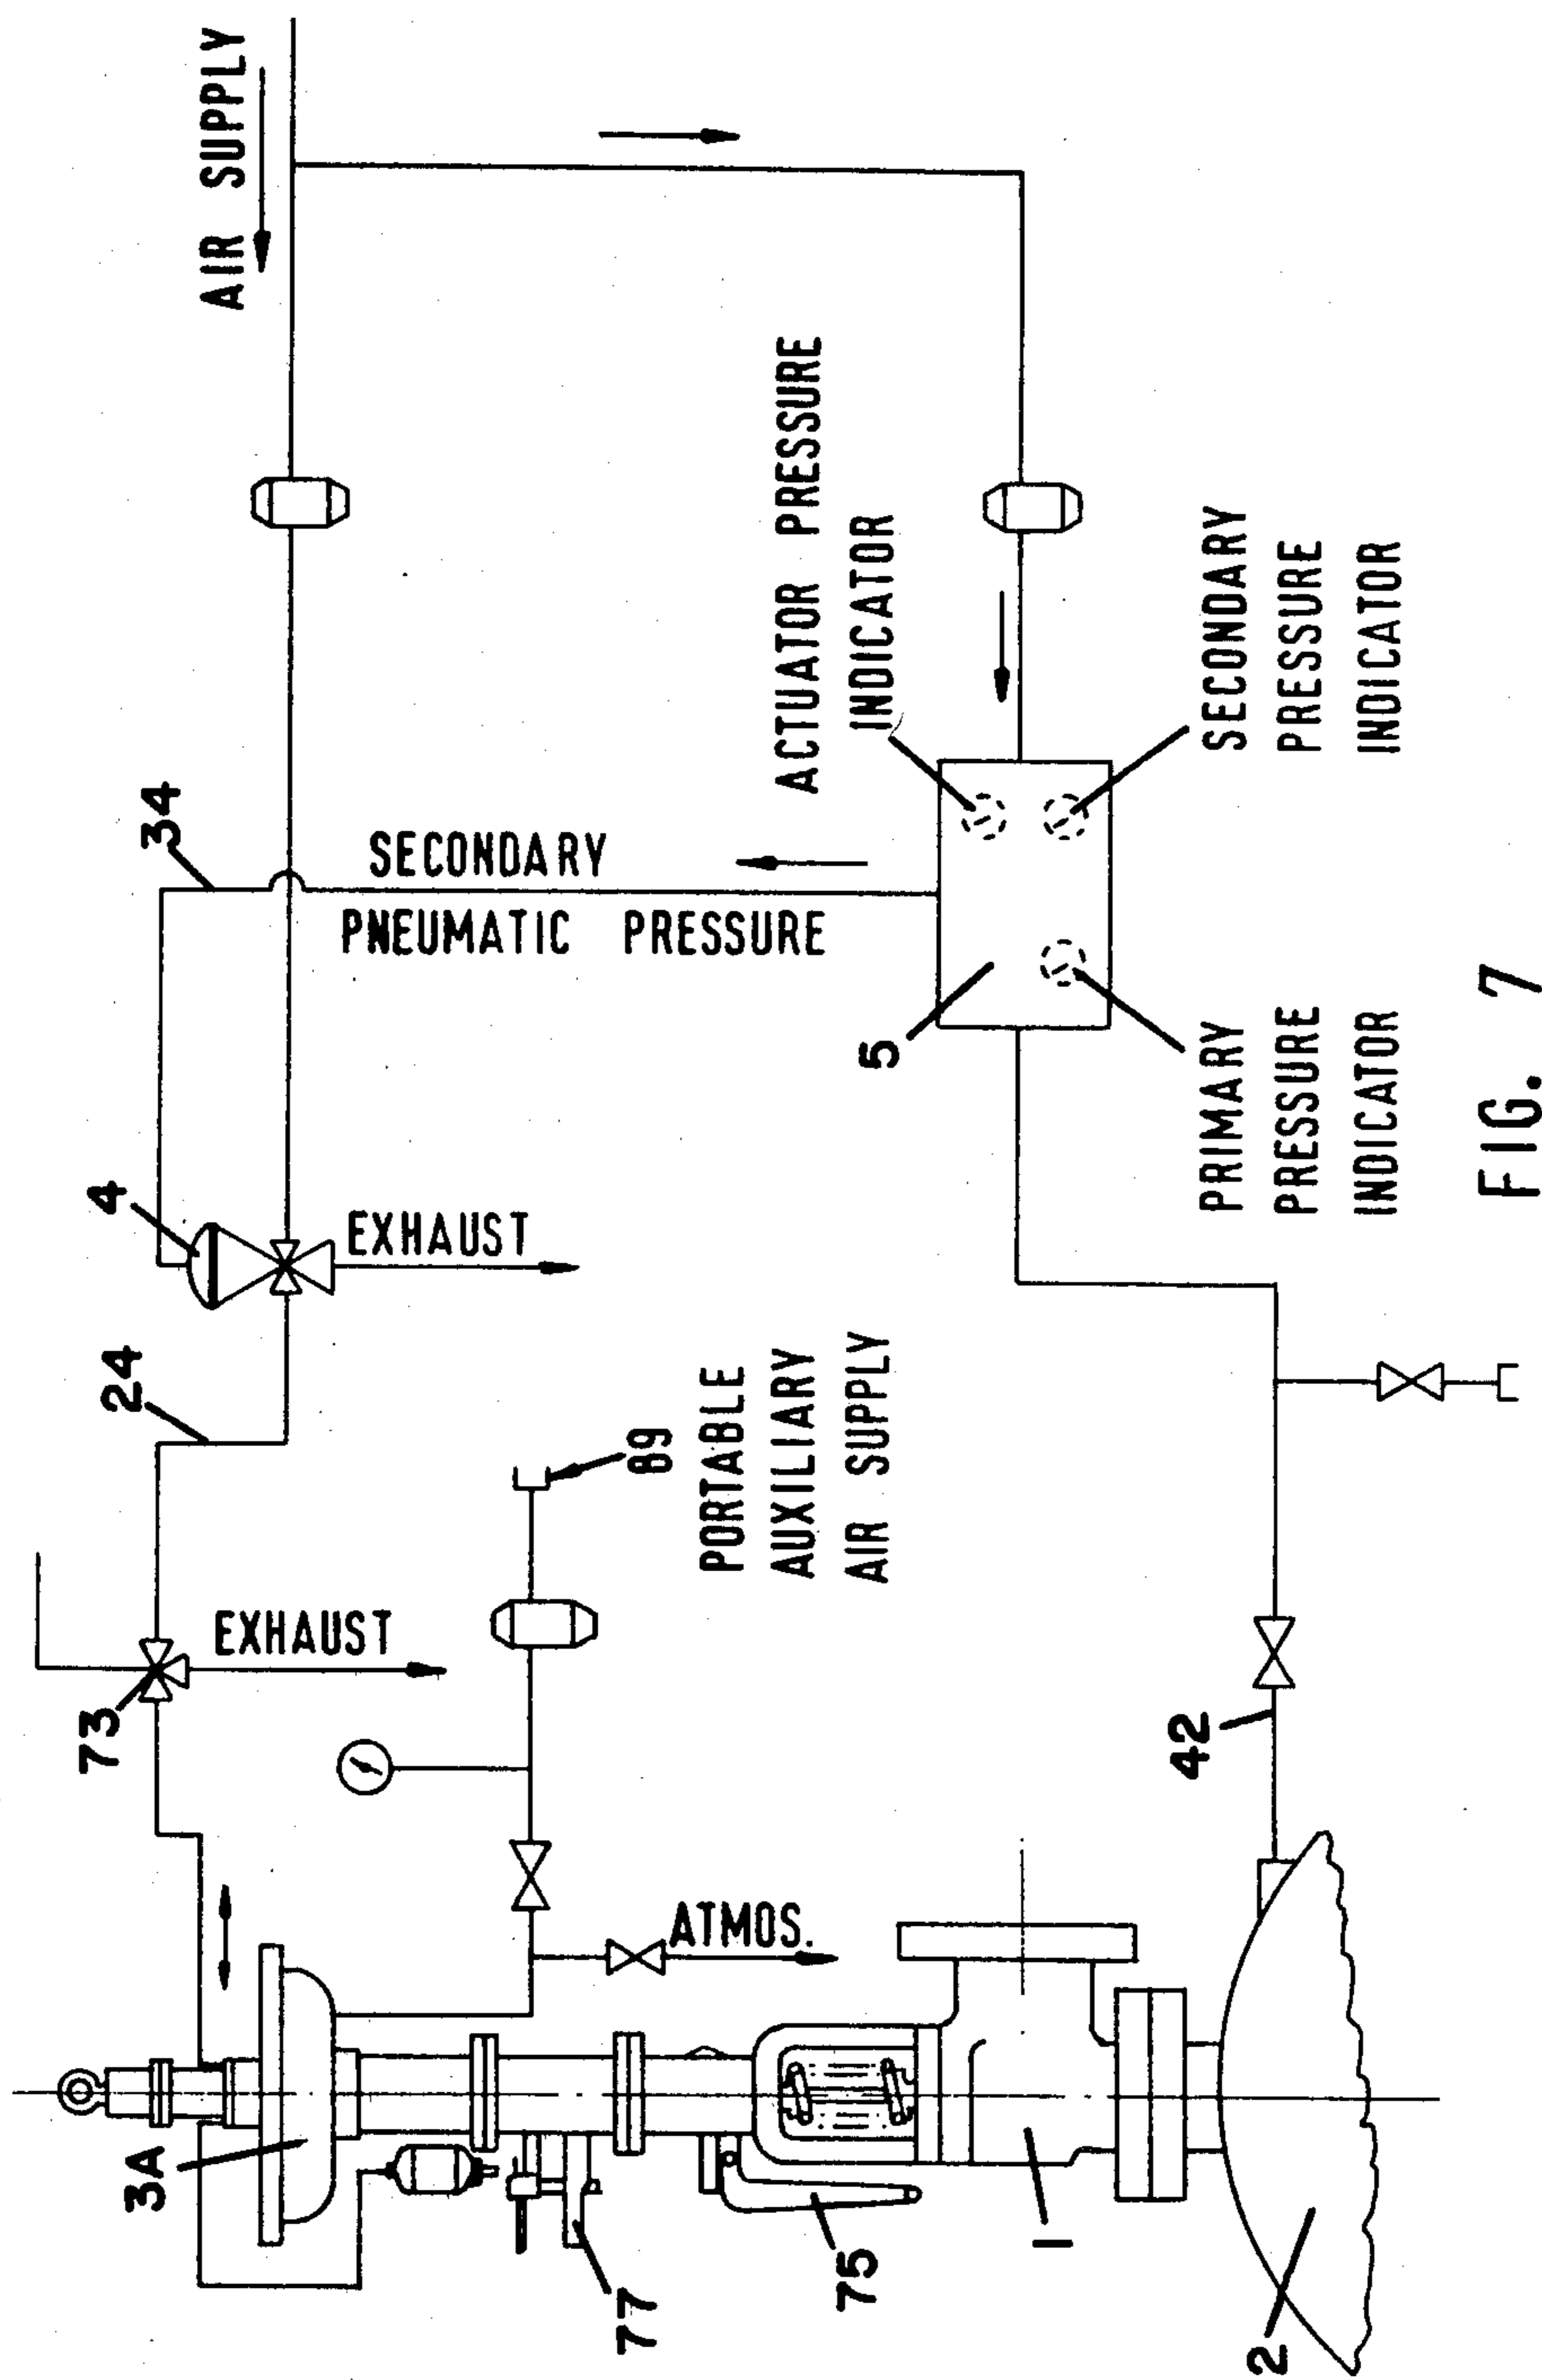 AIR SUPPLY
34
SECONDARY
PNEUMATIC PRESSURE
4
EXHAUST
24
73
EXHAUST
3A
89
PORTABLE
AUXILIARY
AIR SUPPLY
ATMOS.
77
75
1
2
42
5
ACTUATOR PRESSURE
INDICATOR
SECONDARY
PRESSURE
INDICATOR
PRIMARY
PRESSURE
INDICATOR
FIG. 7